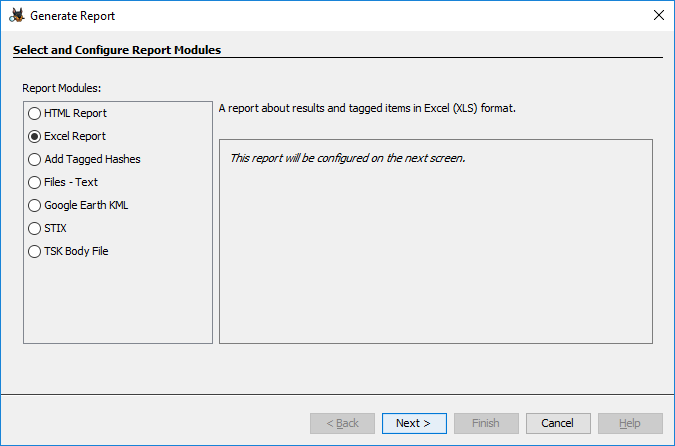 Generate Report
Select and Configure Report Modules
Report Modules:
HTML Report
Excel Report
Add Tagged Hashes
Files - Text
Google Earth KML
STIX
TSK Body File
A report about results and tagged items in Excel (XLS) format.
This report will be configured on the next screen.
< Back
Next >
Finish
Cancel
Help